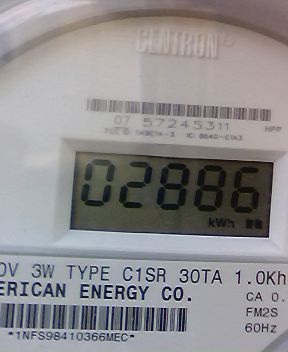 CENTRON®
07 57245311
02886
kWh
0V 3W TYPE C1SR 30TA 1.0Kh
ERICAN ENERGY CO.
CA 0.
FM2S
60Hz
*1NFS98410366MEC*